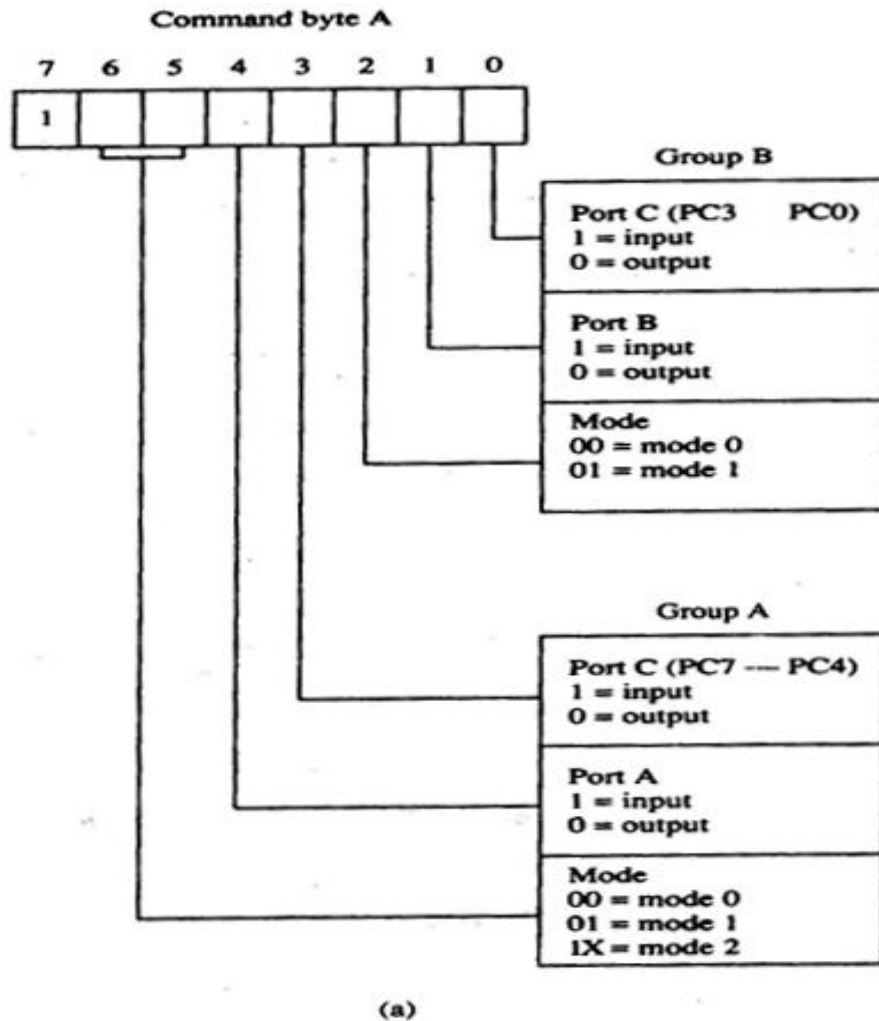 Command byte A
7 6 5 4 3 2 1 0
1
Group B
Port C (PC3 PC0)
1 = input
0 = output
Port B
1 = input
0 = output
Mode
00 = mode 0
01 = mode 1
Group A
Port C (PC7 --- PC4)
1 = input
0 = output
Port A
1 = input
0 = output
Mode
00 = mode 0
01 = mode 1
1X = mode 2
(a)